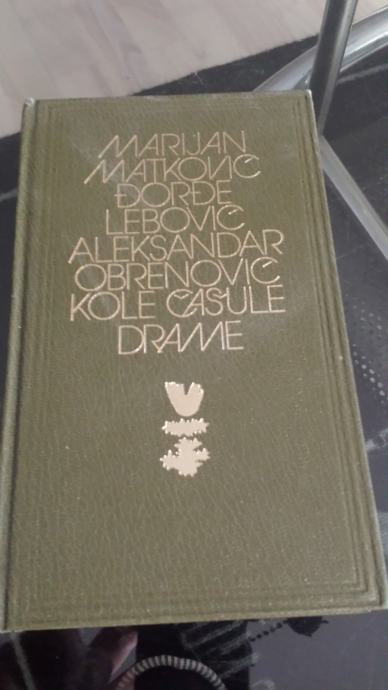 MARIJAN
MATKOVIĆ
ĐORĐE
LEBOVIĆ
ALEKSANDAR
OBRENOVIĆ
KOLE ČAŠULE
DRAME